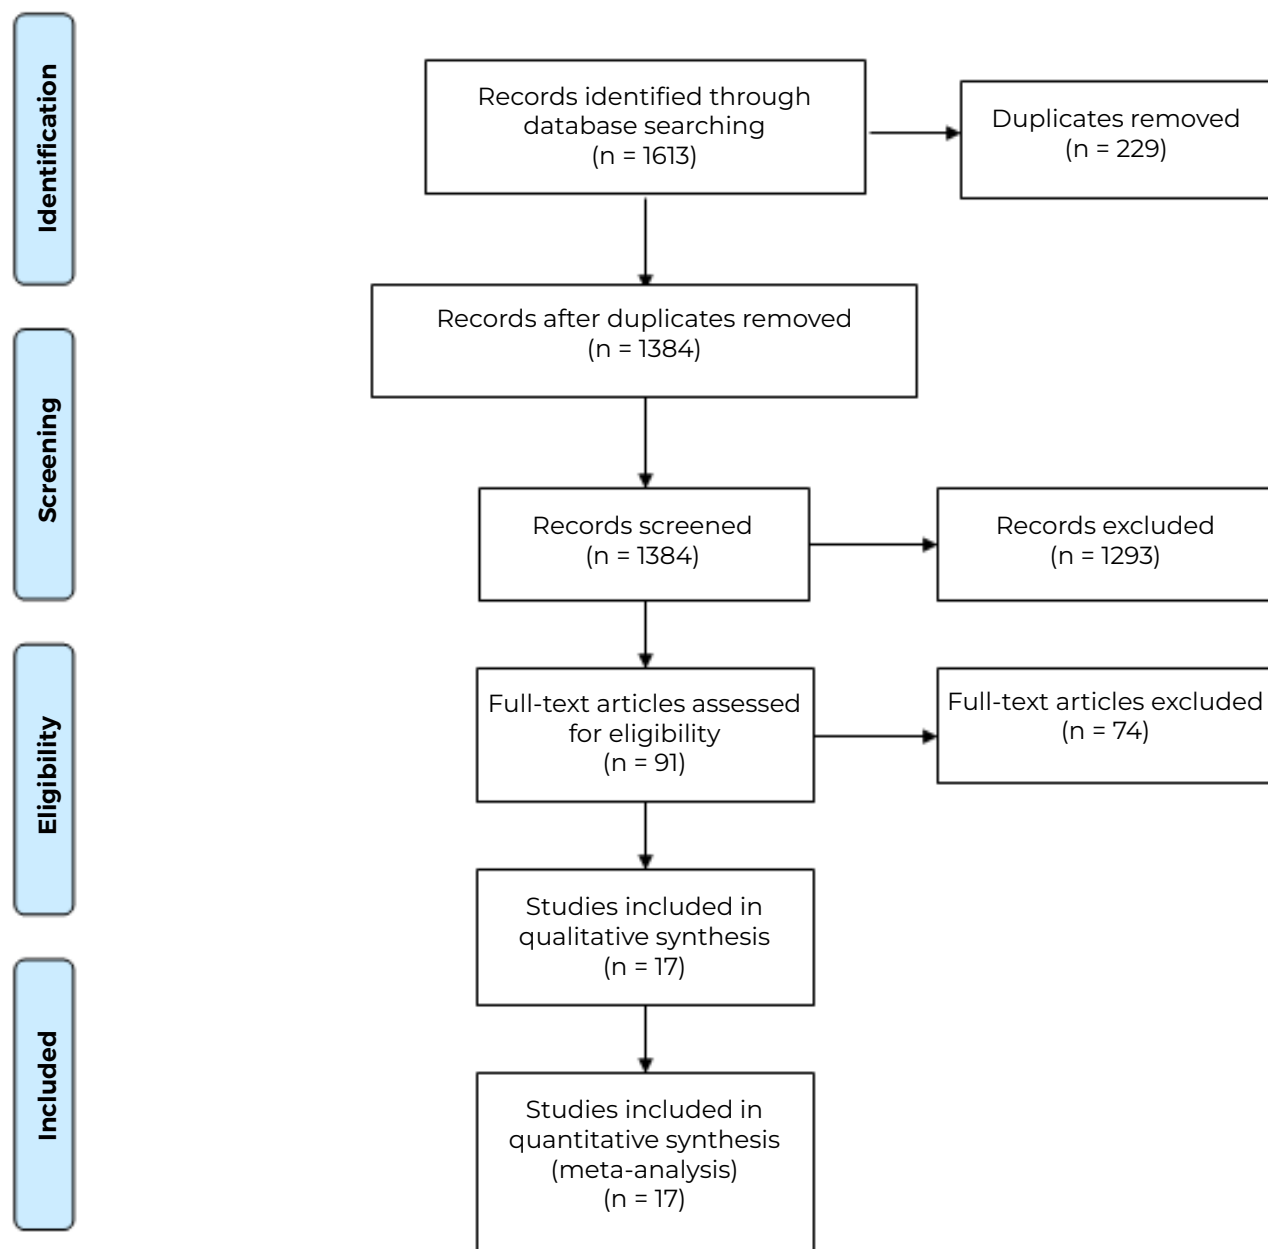 Identification
Records identified through
database searching
(n = 1613)
Duplicates removed
(n = 229)
Records after duplicates removed
(n = 1384)
Screening
Records screened
(n = 1384)
Records excluded
(n = 1293)
Eligibility
Full-text articles assessed
for eligibility
(n = 91)
Full-text articles excluded
(n = 74)
Studies included in
qualitative synthesis
(n = 17)
Included
Studies included in
quantitative synthesis
(meta-analysis)
(n = 17)